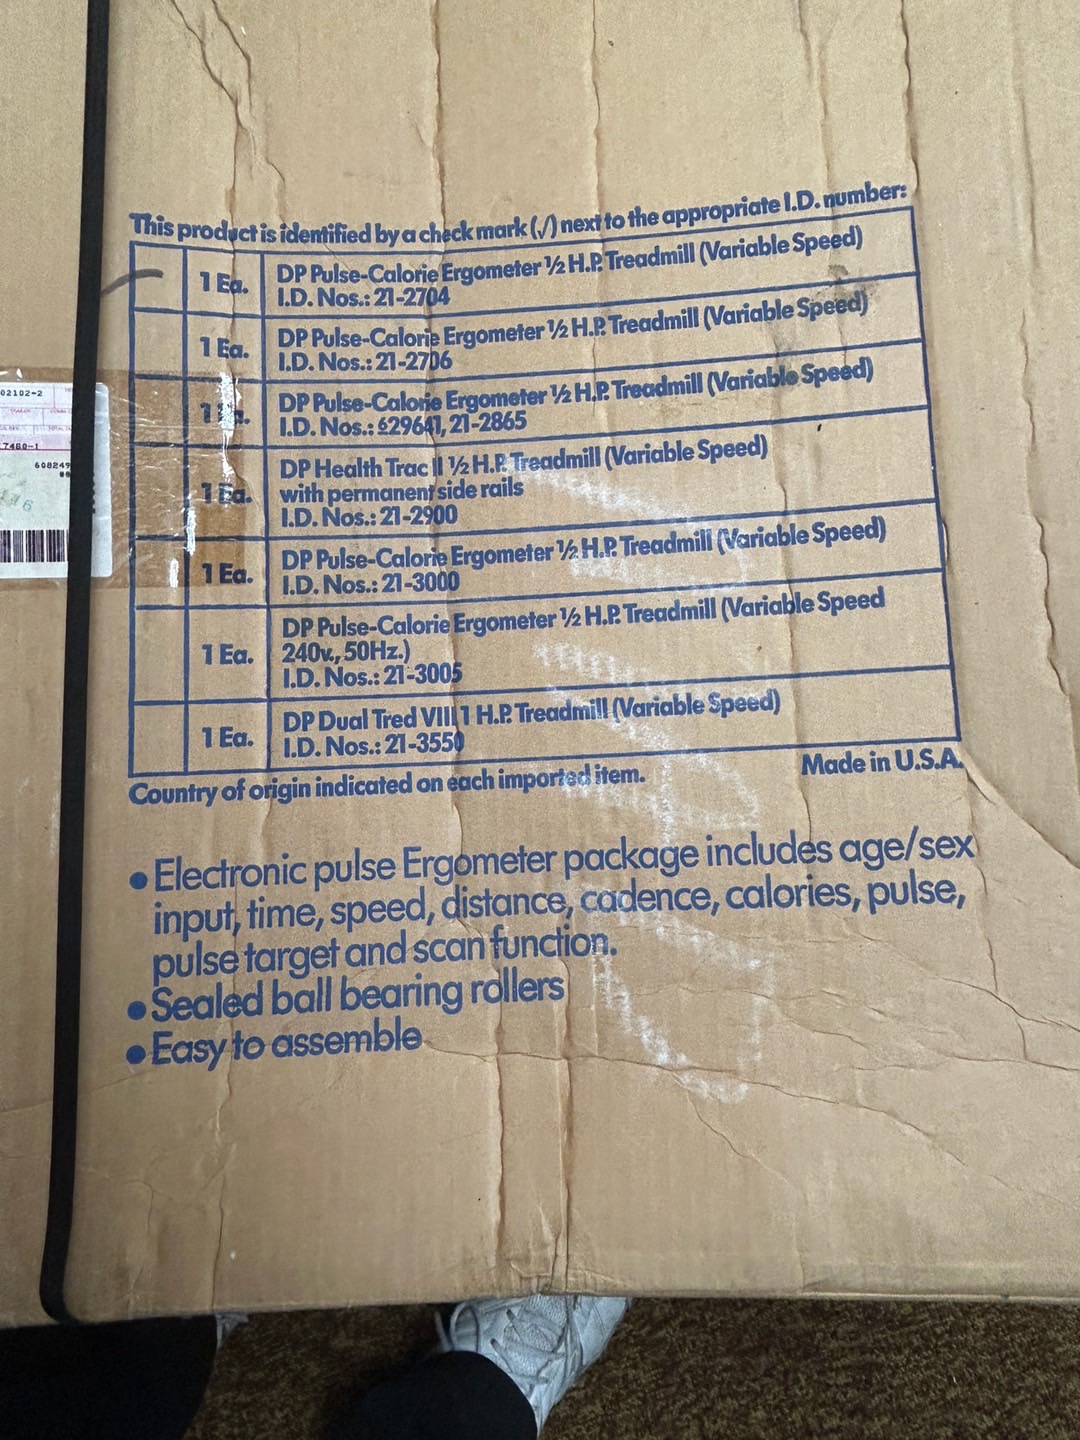 This product is identified by a check mark (√) next to the appropriate I.D. number:
1 Ea.
DP Pulse-Calorie Ergometer ½ H.P. Treadmill (Variable Speed)
I.D. Nos.: 21-2704
1 Ea.
DP Pulse-Calorie Ergometer ½ H.P. Treadmill (Variable Speed)
I.D. Nos.: 21-2706
1 Ea.
DP Pulse-Calorie Ergometer ½ H.P. Treadmill (Variable Speed)
I.D. Nos.: 629641, 21-2865
1 Ea.
DP Health Trac II ½ H.P. Treadmill (Variable Speed)
with permanent side rails
I.D. Nos.: 21-2900
1 Ea.
DP Pulse-Calorie Ergometer ½ H.P. Treadmill (Variable Speed)
I.D. Nos.: 21-3000
1 Ea.
DP Pulse-Calorie Ergometer ½ H.P. Treadmill (Variable Speed
240v., 50Hz.)
I.D. Nos.: 21-3005
1 Ea.
DP Dual Tred VIII 1 H.P. Treadmill (Variable Speed)
I.D. Nos.: 21-3550
Country of origin indicated on each imported item.
Made in U.S.A.
• Electronic pulse Ergometer package includes age/sex
input, time, speed, distance, cadence, calories, pulse,
pulse target and scan function.
• Sealed ball bearing rollers
• Easy to assemble
02102-2
7480-1
608249